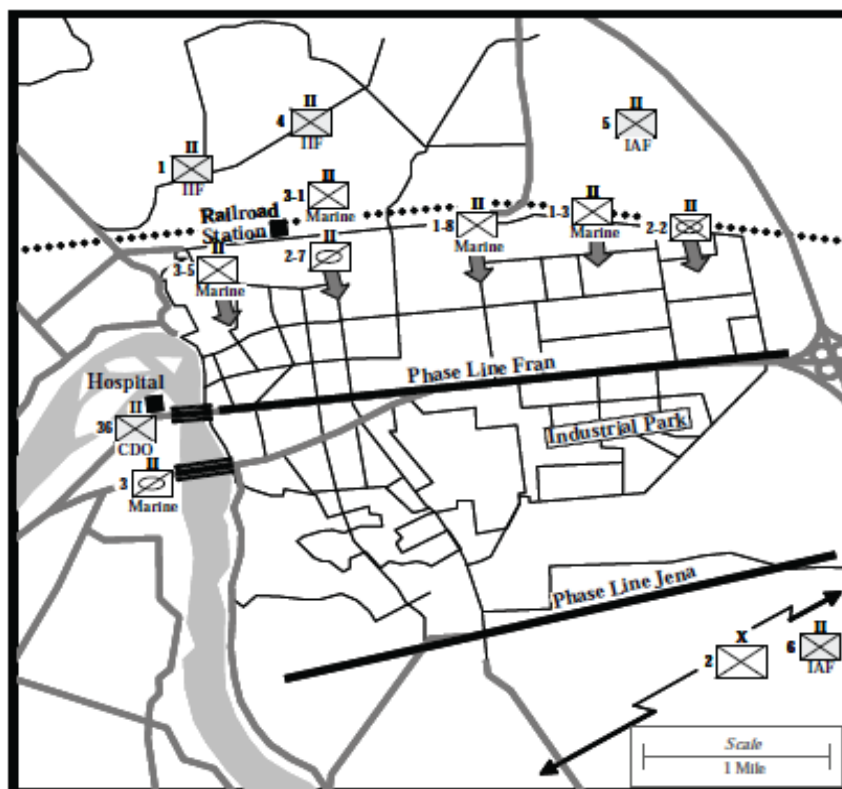 II
4
IIF
II
5
IAF
II
1
IIF
II
3-1
Marine
Railroad
Station
II
1-8
Marine
II
1-3
Marine
II
2-2
II
3-5
Marine
II
2-7
Phase Line Fran
Hospital
II
36
CDO
Industrial Park
II
3
Marine
Phase Line Jena
X
2
II
6
IAF
Scale
1 Mile